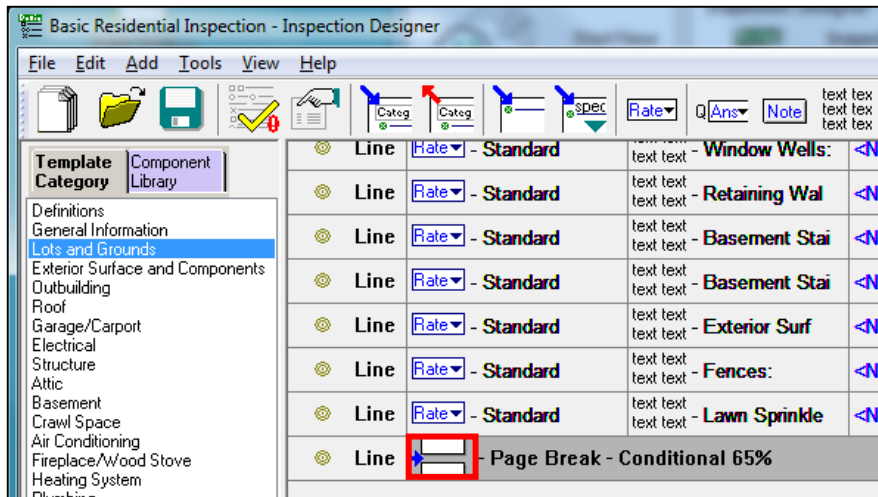 Basic Residential Inspection - Inspection Designer
File Edit Add Tools View Help
Categ Categ spec Rate Q Ans Note text tex
text tex
text tex
Template Category
Component Library
Definitions
General Information
Lots and Grounds
Exterior Surface and Components
Outbuilding
Roof
Garage/Carport
Electrical
Structure
Attic
Basement
Crawl Space
Air Conditioning
Fireplace/Wood Stove
Heating System
Plumbing
Line Rate - Standard text text - Window Wells: <N
Line Rate - Standard text text text text - Retaining Wal <N
Line Rate - Standard text text text text - Basement Stai <N
Line Rate - Standard text text text text - Basement Stai <N
Line Rate - Standard text text text text - Exterior Surf <N
Line Rate - Standard text text text text - Fences: <N
Line Rate - Standard text text text text - Lawn Sprinkle <N
Line - Page Break - Conditional 65%